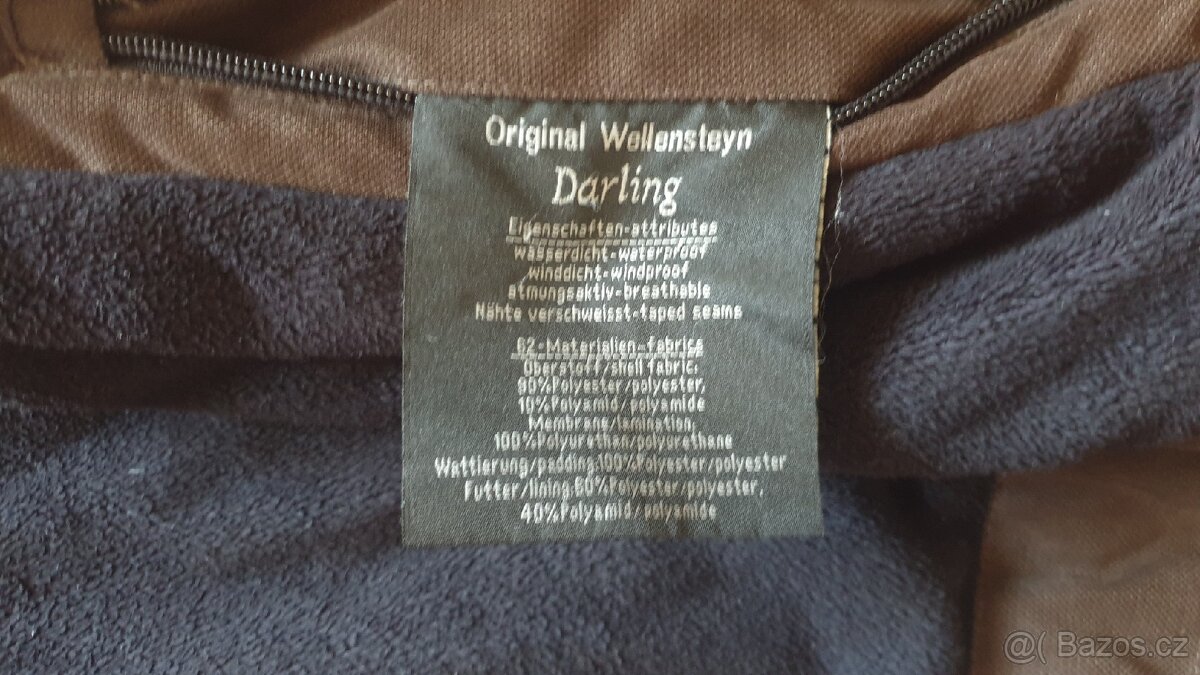 Original Wellensteyn
Darling
Eigenschaften-attributes
wasserdicht-waterproof
winddicht-windproof
atmungsaktiv-breathable
Nähte verschweisst-taped seams
62-Materialien-fabrics
Oberstoff/shell fabric:
90%Polyester/polyester,
10%Polyamid/polyamide
Membrane/lamination,
100%Polyurethan/polyurethane
Wattierung/padding:100%Polyester/polyester
Futter/lining:60%Polyester/polyester,
40%Polyamid/polyamide
@( Bazos.cz